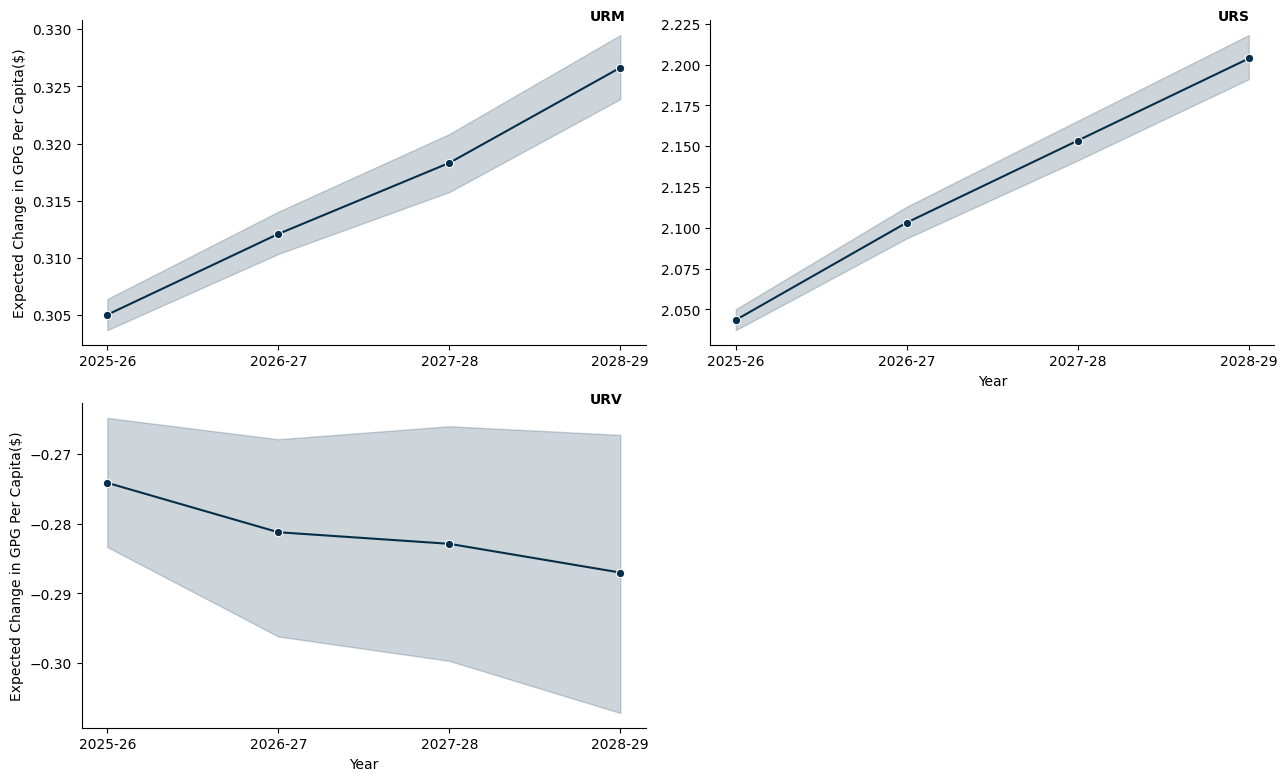 URM
Expected Change in GPG Per Capita($)
0.330
0.325
0.320
0.315
0.310
0.305
2025-26 2026-27 2027-28 2028-29
URS
2.225
2.200
2.175
2.150
2.125
2.100
2.075
2.050
2025-26 2026-27 2027-28 2028-29
Year
URV
Expected Change in GPG Per Capita($)
−0.27
−0.28
−0.29
−0.30
2025-26 2026-27 2027-28 2028-29
Year